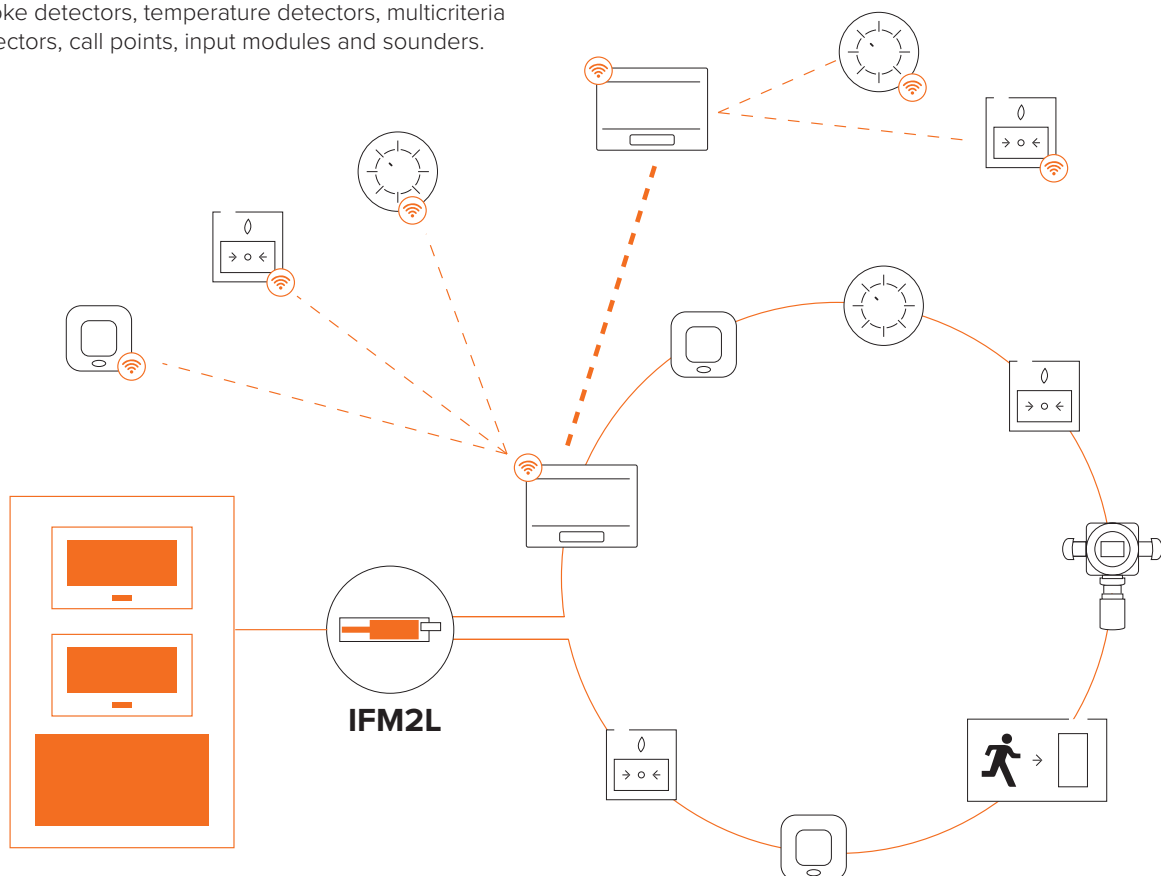 oke detectors, temperature detectors, multicriteria
ectors, call points, input modules and sounders.
IFM2L